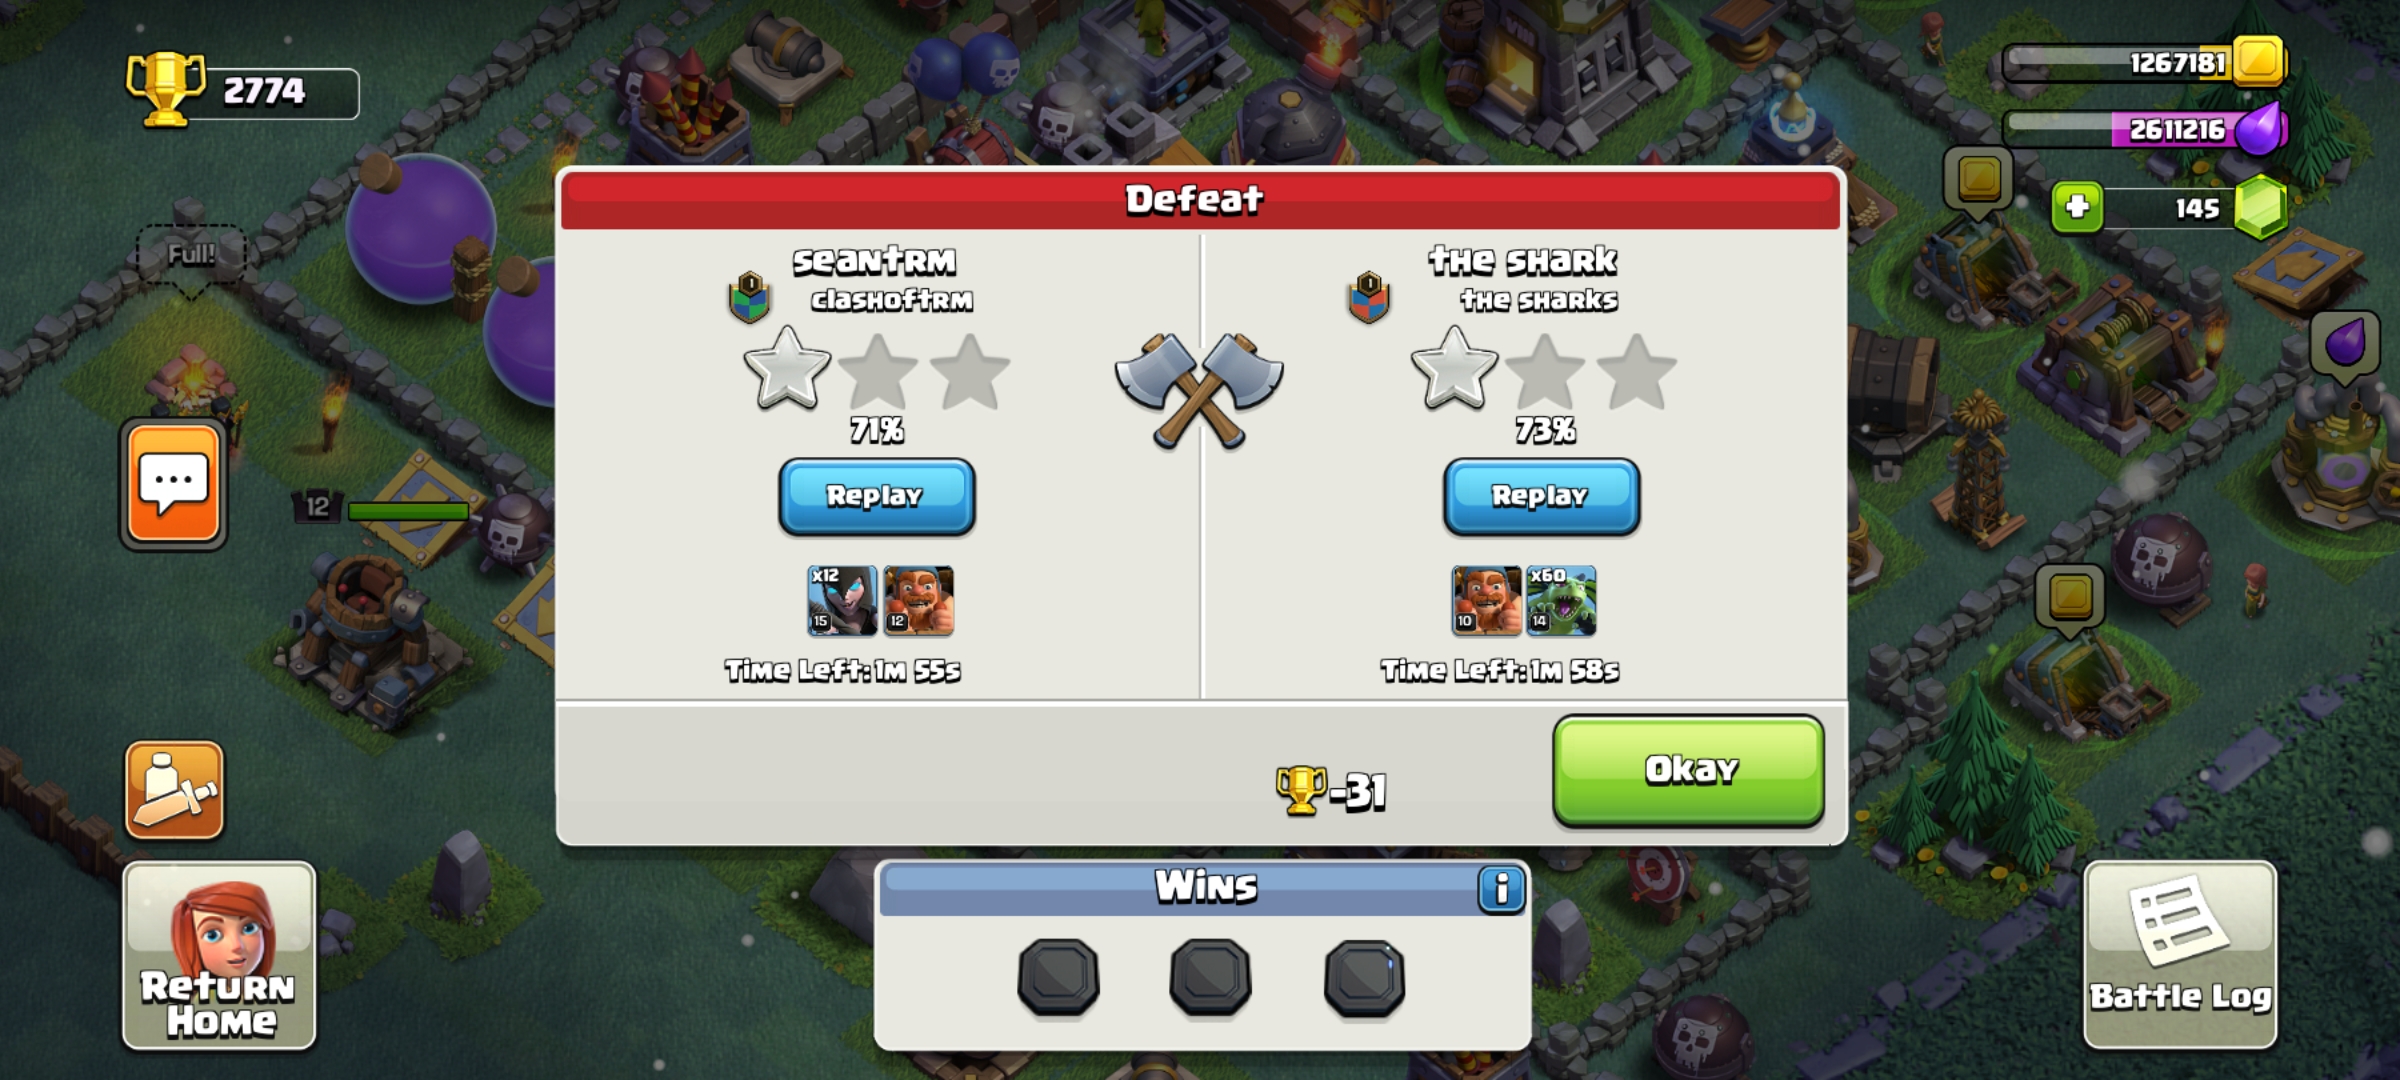 2774
1267181
2611216
145
Full!
12
Defeat
seantrm
clashoftrm
1
71%
Replay
x12
15
12
Time Left:1m 55s
the shark
the sharks
1
73%
Replay
10
x60
14
Time Left:1m 58s
-31
Okay
Wins
i
Return
Home
Battle Log